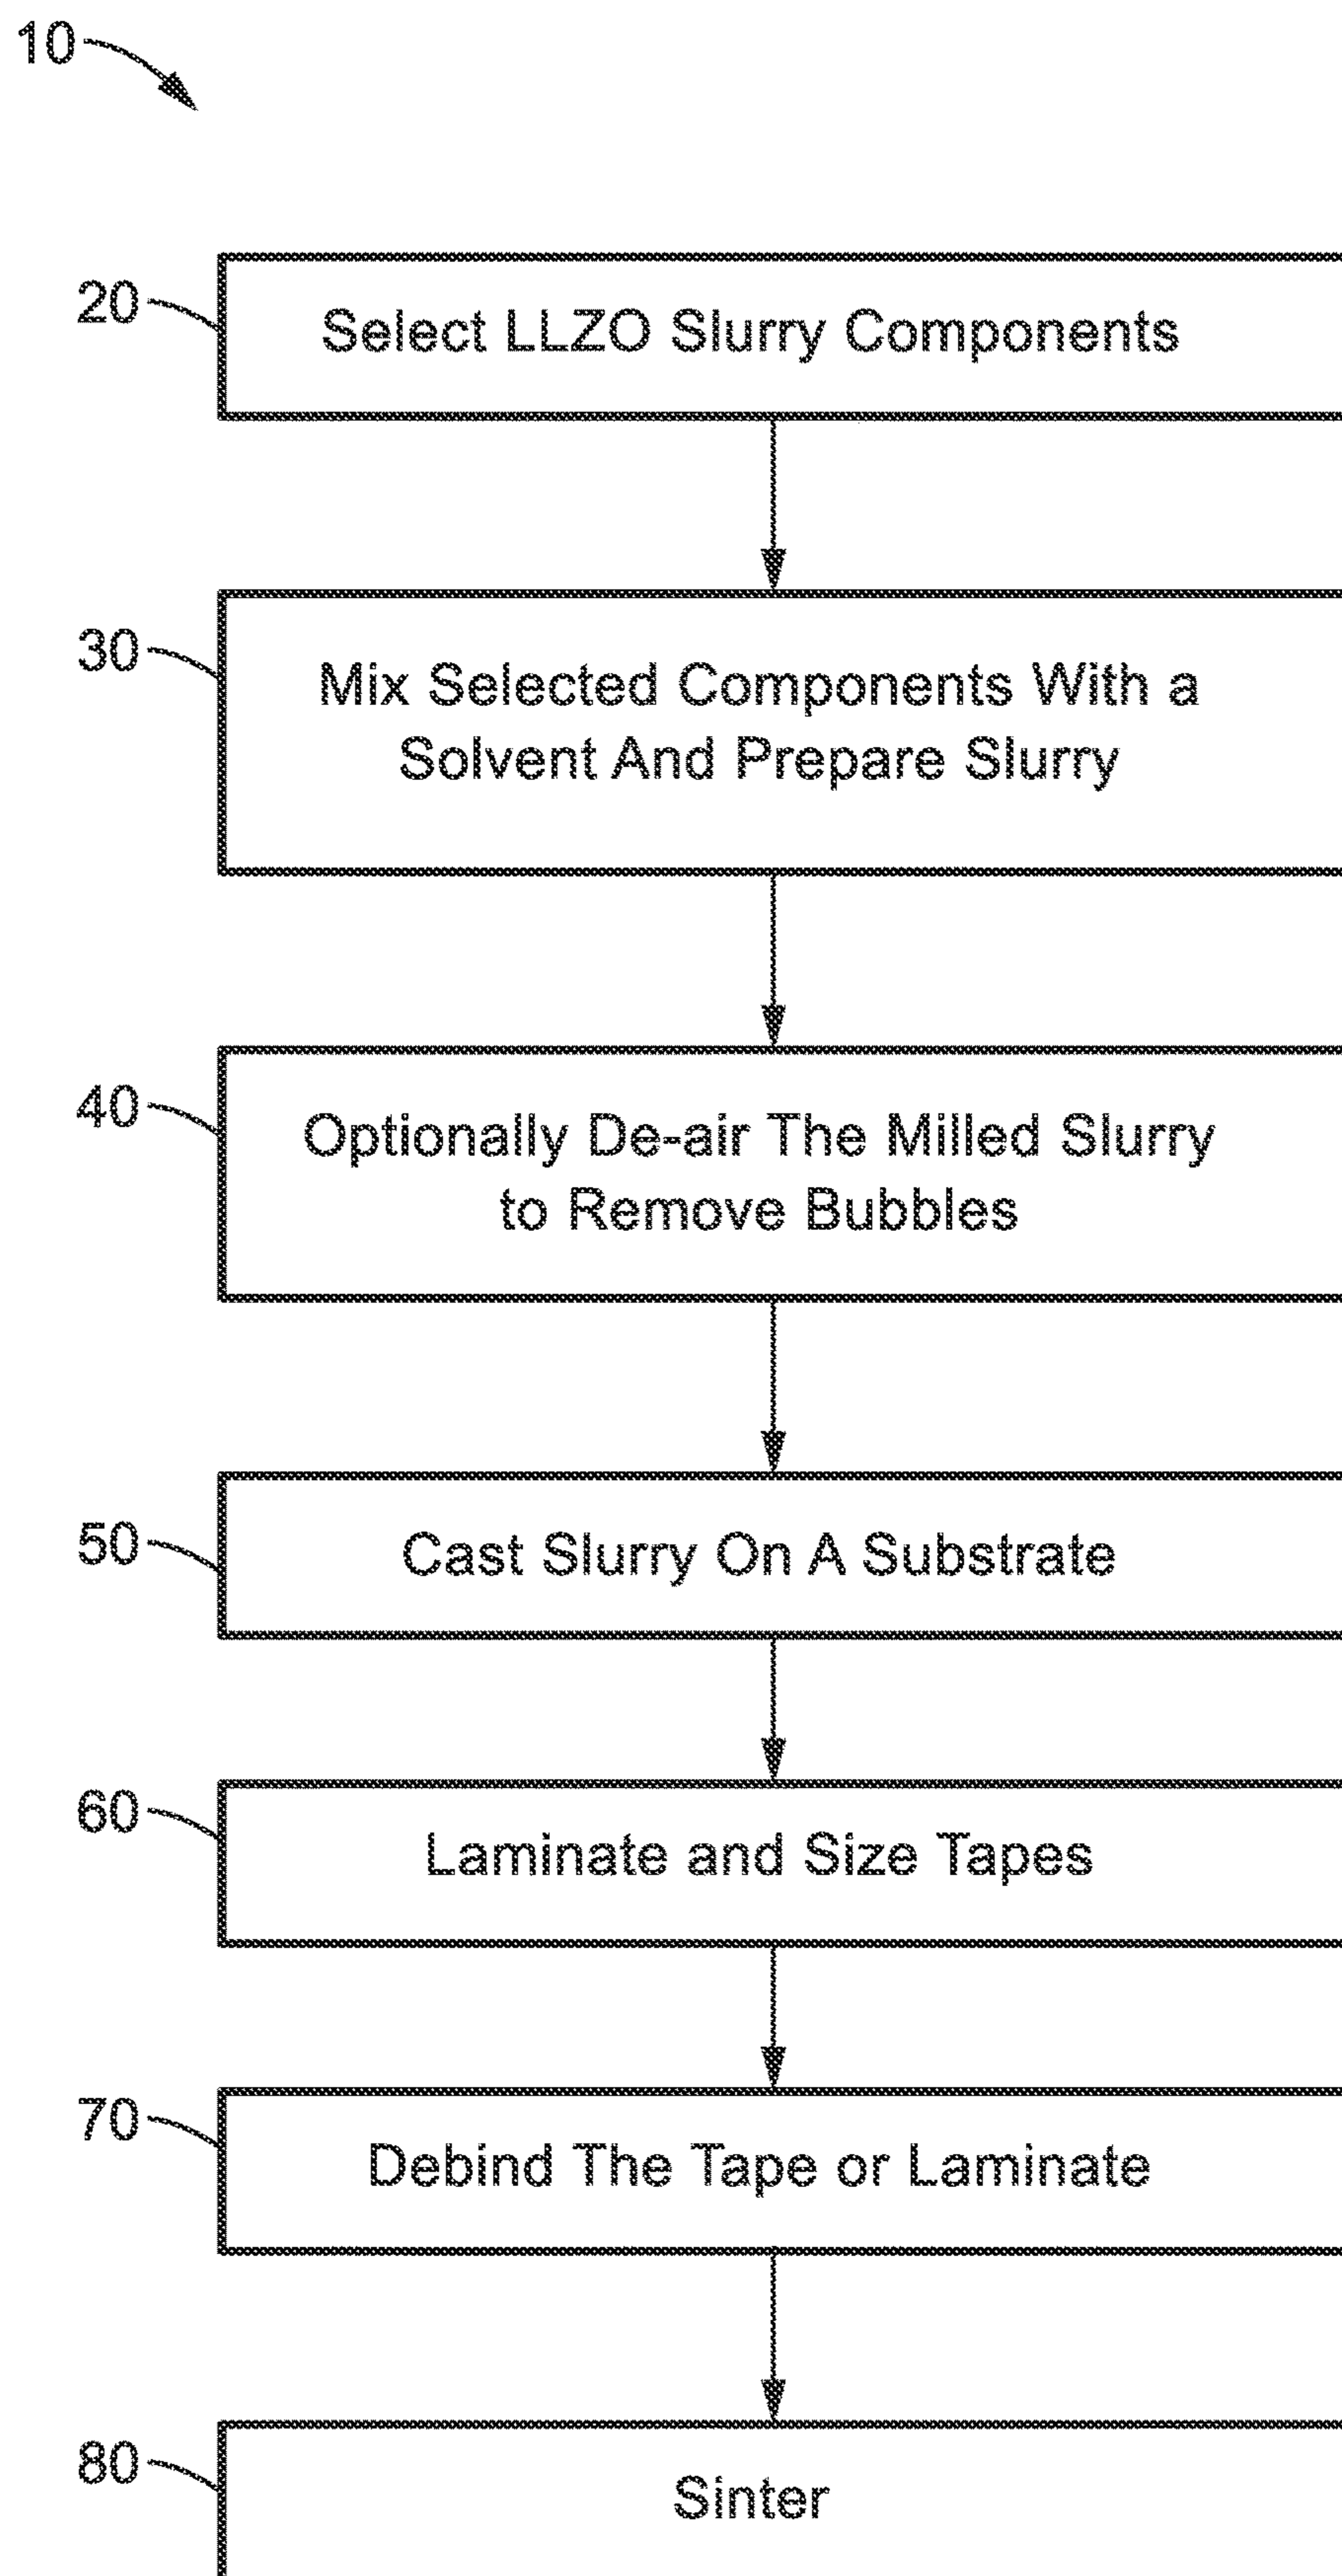 10
20
Select LLZO Slurry Components
30
Mix Selected Components With a
Solvent And Prepare Slurry
40
Optionally De-air The Milled Slurry
to Remove Bubbles
50
Cast Slurry On A Substrate
60
Laminate and Size Tapes
70
Debind The Tape or Laminate
80
Sinter